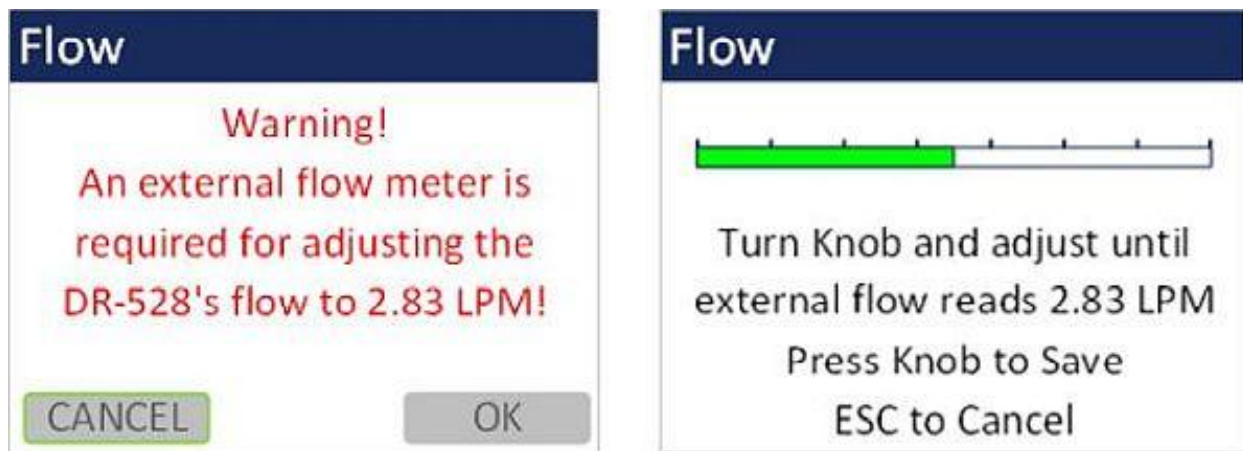 Flow
Warning!
An external flow meter is
required for adjusting the
DR-528's flow to 2.83 LPM!
CANCEL
OK
Flow
Turn Knob and adjust until
external flow reads 2.83 LPM
Press Knob to Save
ESC to Cancel